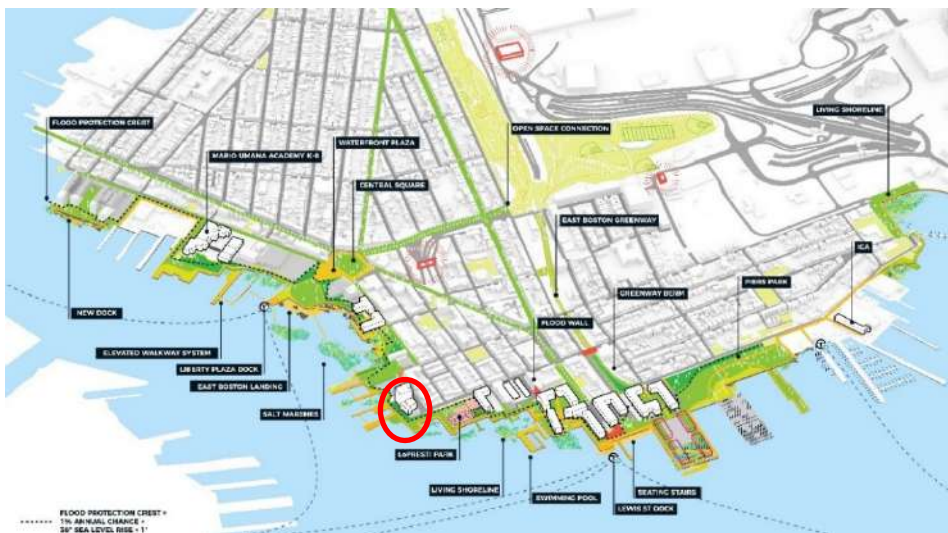 LIVING SHORELINE
FLOOD PROTECTION CREST
OPEN SPACE CONNECTION
WATERFRONT PLAZA
MARIO UMANA ACADEMY K-8
CENTRAL SQUARE
EAST BOSTON GREENWAY
ICA
PIERS PARK
GREENWAY BERM
NEW DOCK
FLOOD WALL
ELEVATED WALKWAY SYSTEM
LIBERTY PLAZA DOCK
EAST BOSTON LANDING
SALT MARSHES
LoPRESTI PARK
LIVING SHORELINE
SEATING STAIRS
SWIMMING POOL
LEWIS ST DOCK
FLOOD PROTECTION CREST =
1% ANNUAL CHANCE +
36" SEA LEVEL RISE + 1'